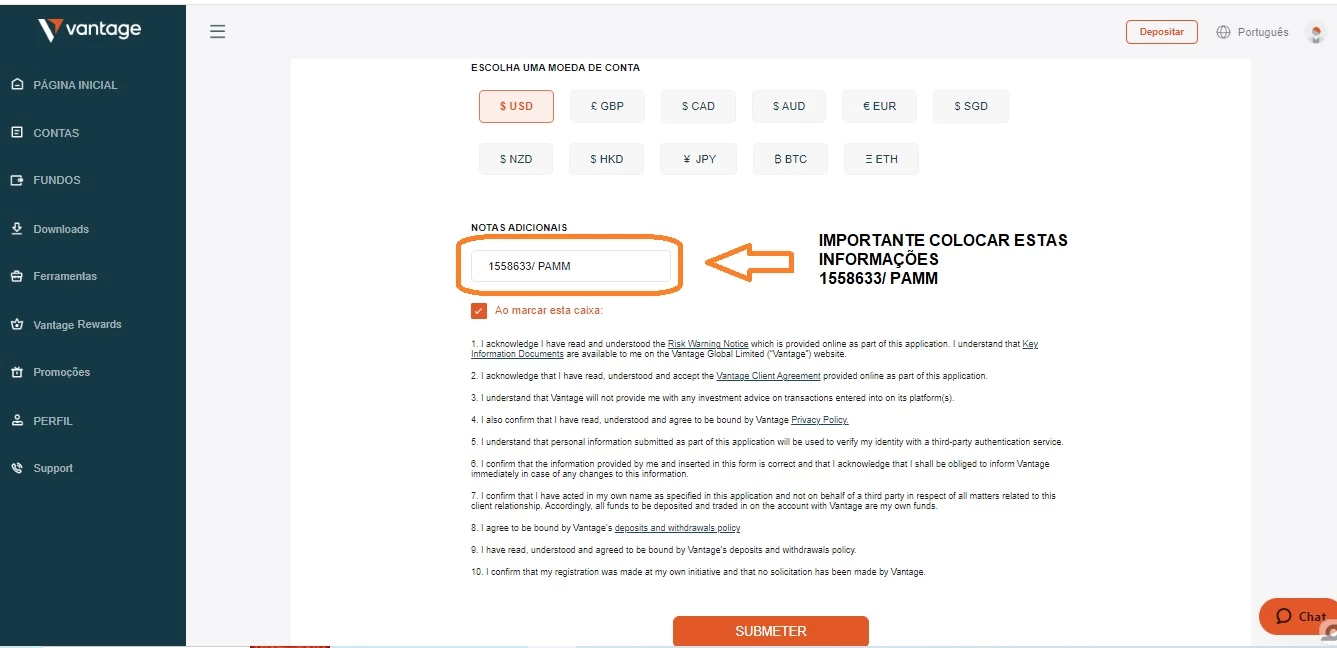 vantage
Depositar
Português
PÁGINA INICIAL
CONTAS
FUNDOS
Downloads
Ferramentas
Vantage Rewards
Promoções
PERFIL
Support
ESCOLHA UMA MOEDA DE CONTA
$ USD
£ GBP
$ CAD
$ AUD
€ EUR
$ SGD
$ NZD
$ HKD
¥ JPY
₿ BTC
Ξ ETH
NOTAS ADICIONAIS
1558633/ PAMM
IMPORTANTE COLOCAR ESTAS
INFORMAÇÕES
1558633/ PAMM
Ao marcar esta caixa:
1. I acknowledge I have read and understood the Risk Warning Notice which is provided online as part of this application. I understand that Key
Information Documents are available to me on the Vantage Global Limited ("Vantage") website.
2. I acknowledge that I have read, understood and accept the Vantage Client Agreement provided online as part of this application.
3. I understand that Vantage will not provide me with any investment advice on transactions entered into on its platform(s).
4. I also confirm that I have read, understood and agree to be bound by Vantage Privacy Policy.
5. I understand that personal information submitted as part of this application will be used to verify my identity with a third-party authentication service.
6. I confirm that the information provided by me and inserted in this form is correct and that I acknowledge that I shall be obliged to inform Vantage
immediately in case of any changes to this information.
7. I confirm that I have acted in my own name as specified in this application and not on behalf of a third party in respect of all matters related to this
client relationship. Accordingly, all funds to be deposited and traded in on the account with Vantage are my own funds.
8. I agree to be bound by Vantage's deposits and withdrawals policy
9. I have read, understood and agreed to be bound by Vantage's deposits and withdrawals policy.
10. I confirm that my registration was made at my own initiative and that no solicitation has been made by Vantage.
SUBMETER
Chat